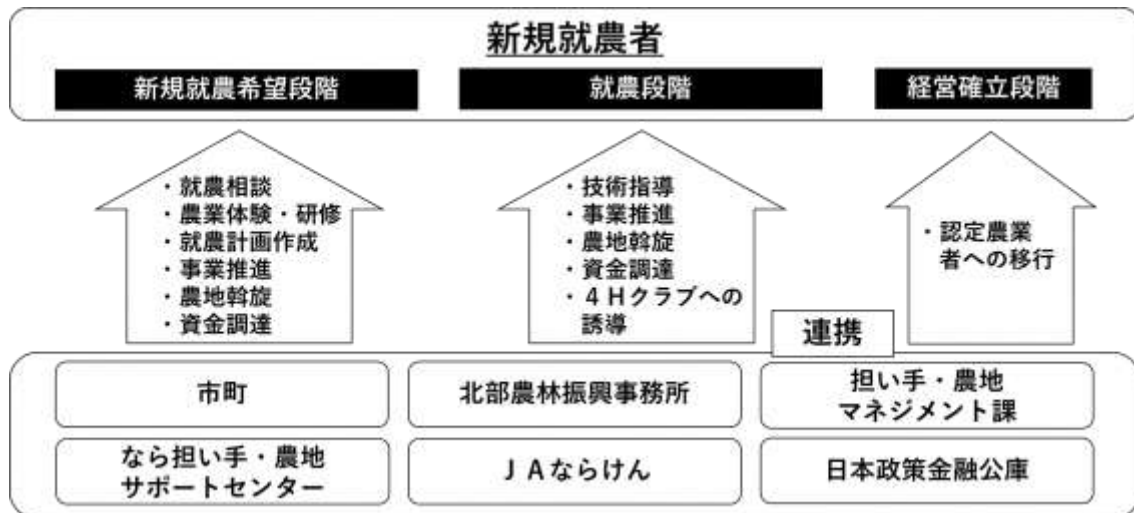 新規就農者
新規就農希望段階
就農段階
経営確立段階
・就農相談
・農業体験・研修
・就農計画作成
・事業推進
・農地斡旋
・資金調達
・技術指導
・事業推進
・農地斡旋
・資金調達
・４Ｈクラブへの
誘導
・認定農業
者への移行
連携
市町
北部農林振興事務所
担い手・農地
マネジメント課
なら担い手・農地
サポートセンター
ＪＡならけん
日本政策金融公庫